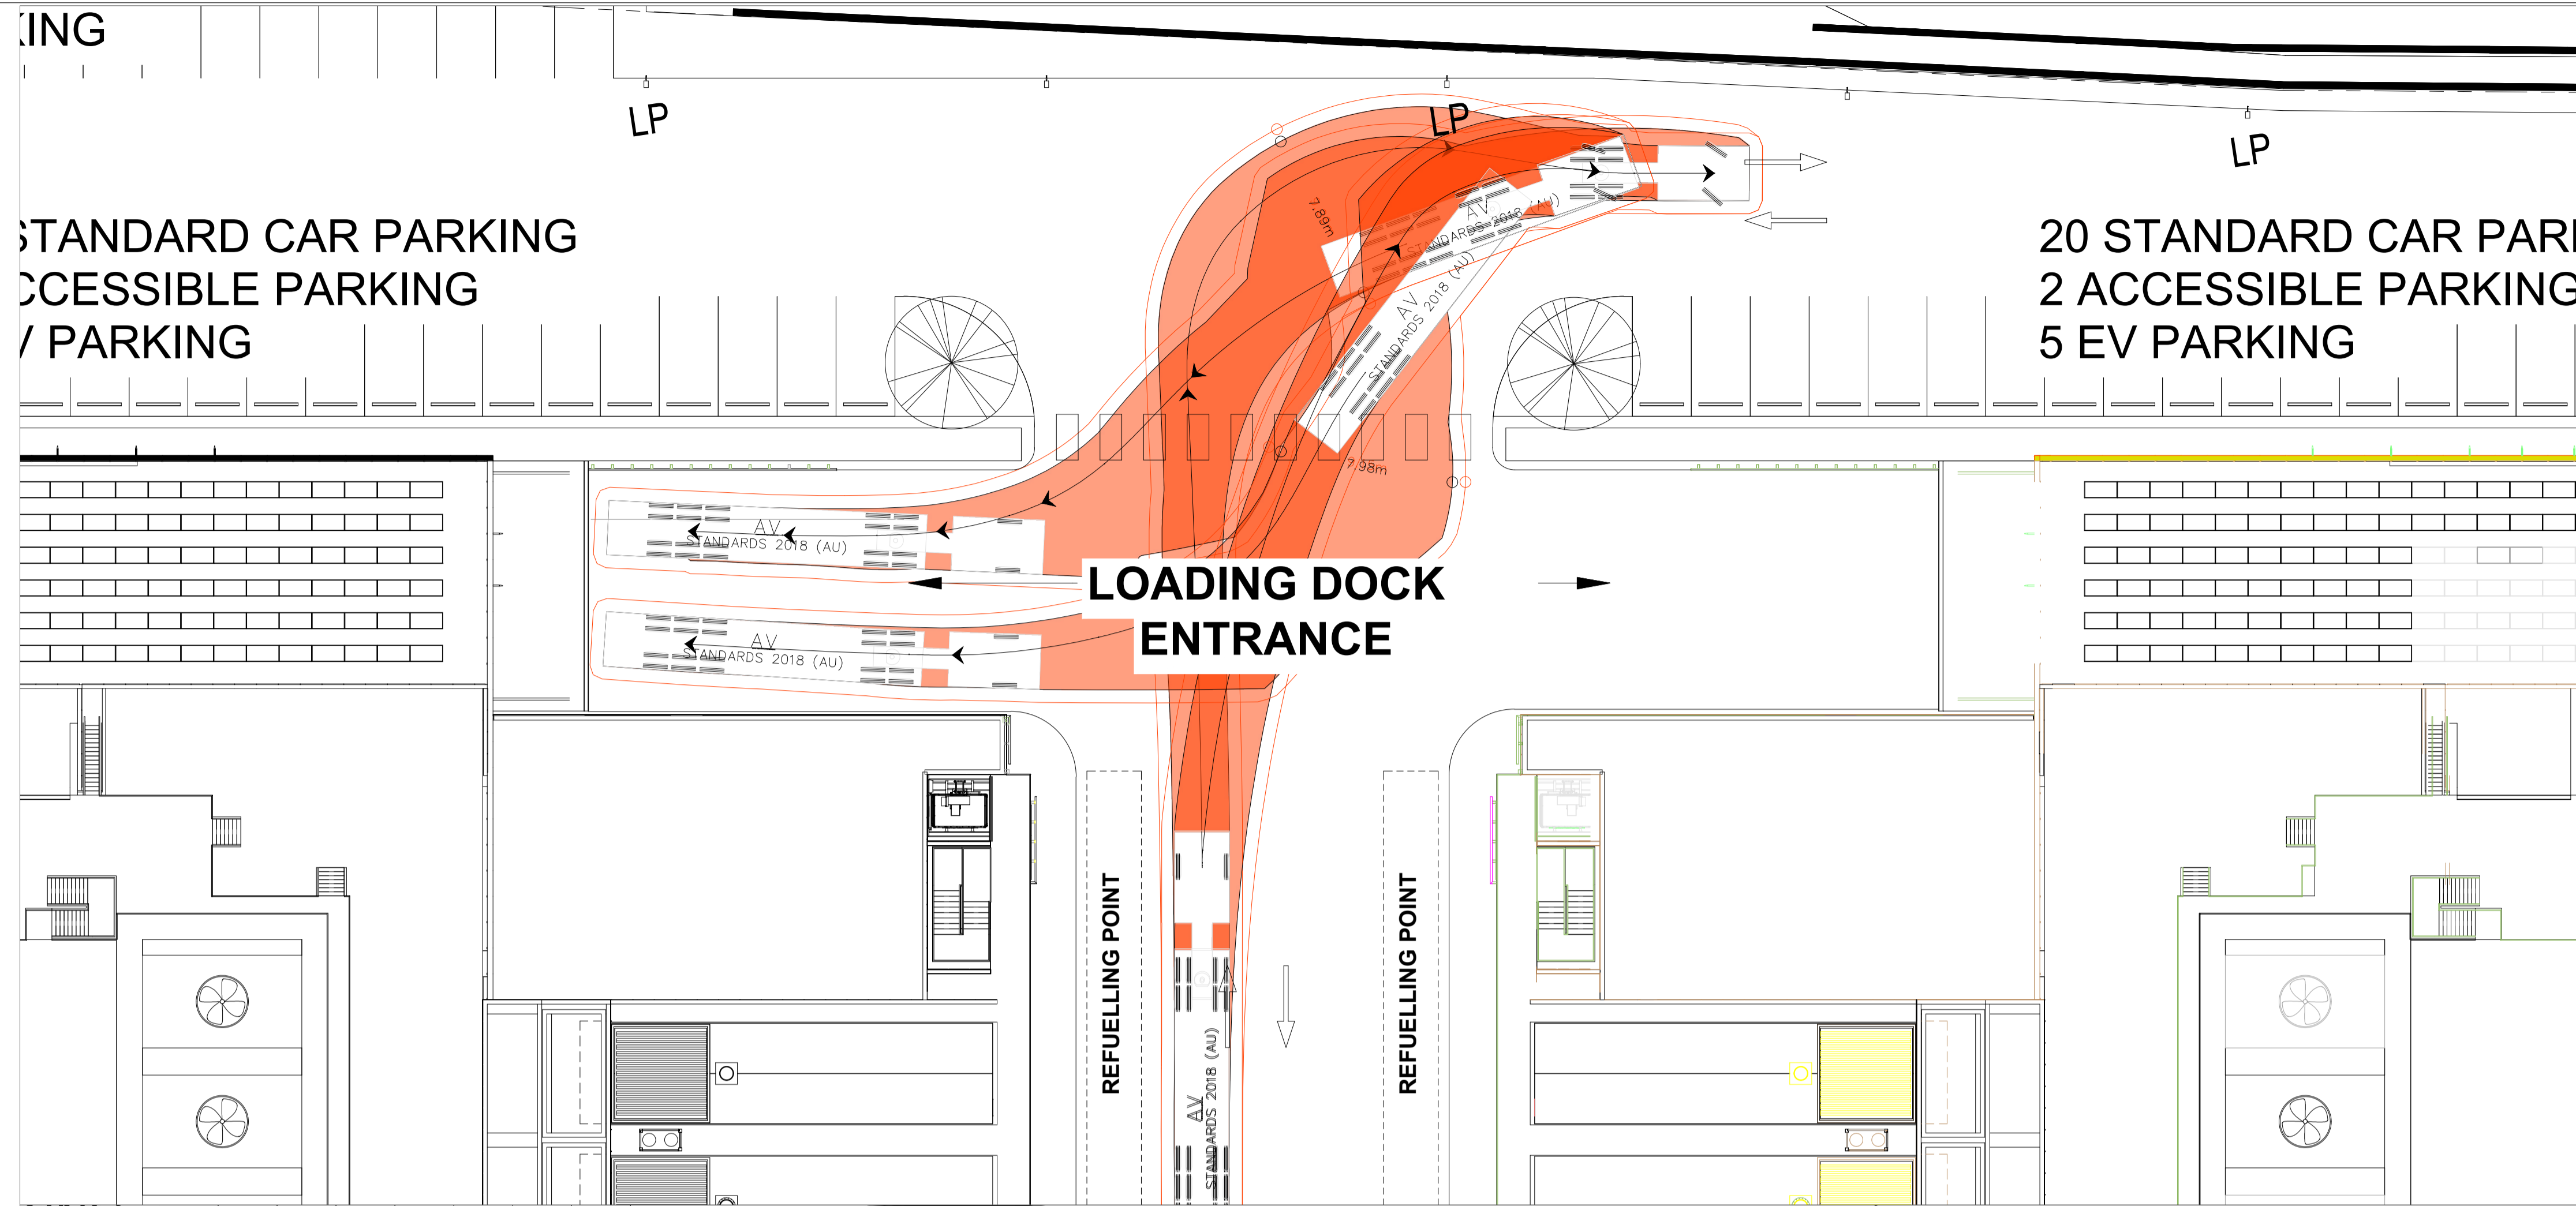 KING
LP
LP
LP
STANDARD CAR PARKING
CCESSIBLE PARKING
V PARKING
20 STANDARD CAR PARK
2 ACCESSIBLE PARKING
5 EV PARKING
7.89m
AV
STANDARDS 2018 (AU)
AV
STANDARDS 2018 (AU)
7.98m
AV
STANDARDS 2018 (AU)
LOADING DOCK
ENTRANCE
AV
STANDARDS 2018 (AU)
REFUELLING POINT
REFUELLING POINT
AV
STANDARDS 2018 (AU)